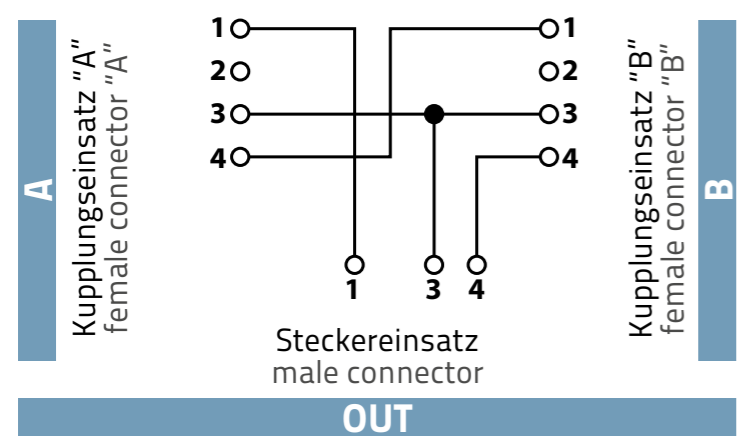 A
Kupplungseinsatz "A"
female connector "A"
1
2
3
4
1
2
3
4
1 3 4
Steckereinsatz
male connector
Kupplungseinsatz "B"
female connector "B"
B
OUT